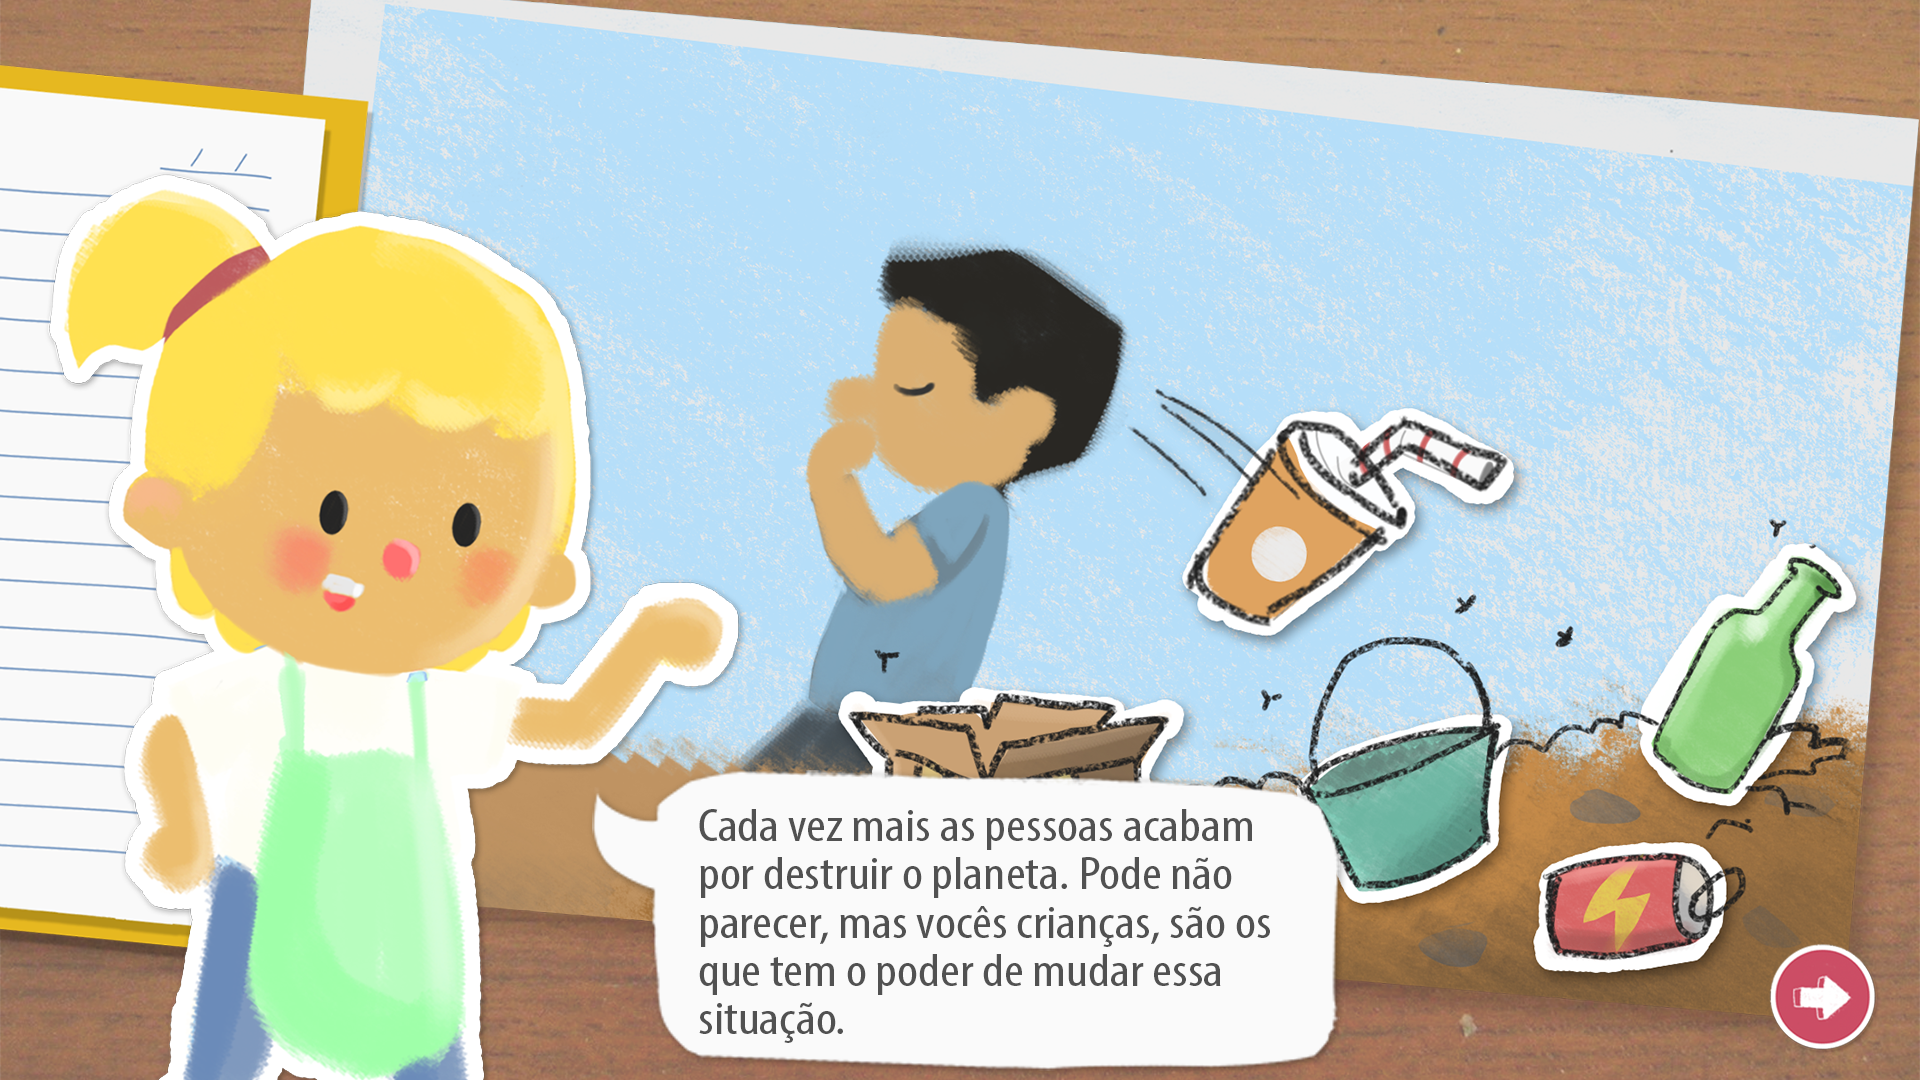 Cada vez mais as pessoas acabam
por destruir o planeta. Pode não
parecer, mas vocês crianças, são os
que tem o poder de mudar essa
situação.